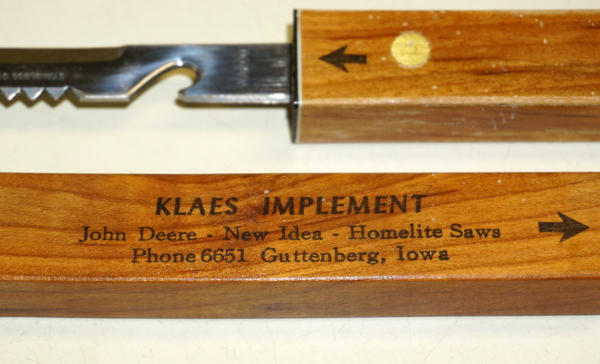 KLAES IMPLEMENT
John Deere - New Idea - Homelite Saws
Phone 6651 Guttenberg, Iowa